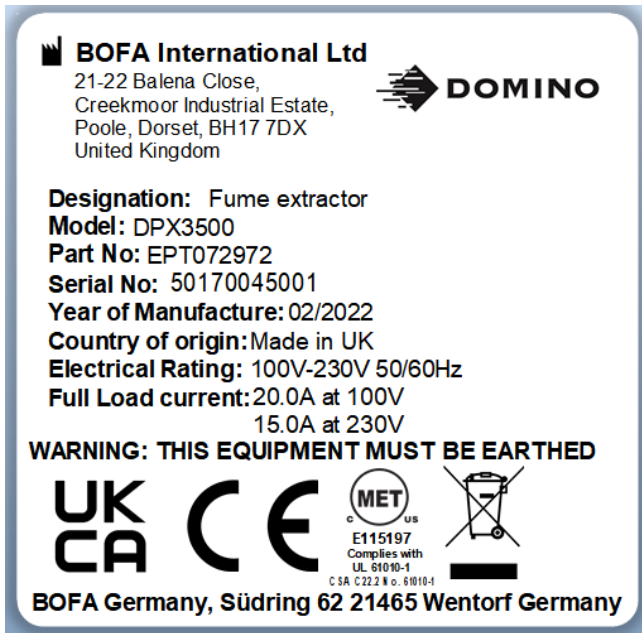 BOFA International Ltd
21-22 Balena Close,
Creekmoor Industrial Estate,
Poole, Dorset, BH17 7DX
United Kingdom
DOMINO
Designation: Fume extractor
Model: DPX3500
Part No: EPT072972
Serial No: 50170045001
Year of Manufacture: 02/2022
Country of origin: Made in UK
Electrical Rating: 100V-230V 50/60Hz
Full Load current: 20.0A at 100V
15.0A at 230V
WARNING: THIS EQUIPMENT MUST BE EARTHED
UK
CA
CE
MET
C US
E115197
Complies with
UL 61010-1
CSA C22.2 No. 61010-1
BOFA Germany, Südring 62 21465 Wentorf Germany